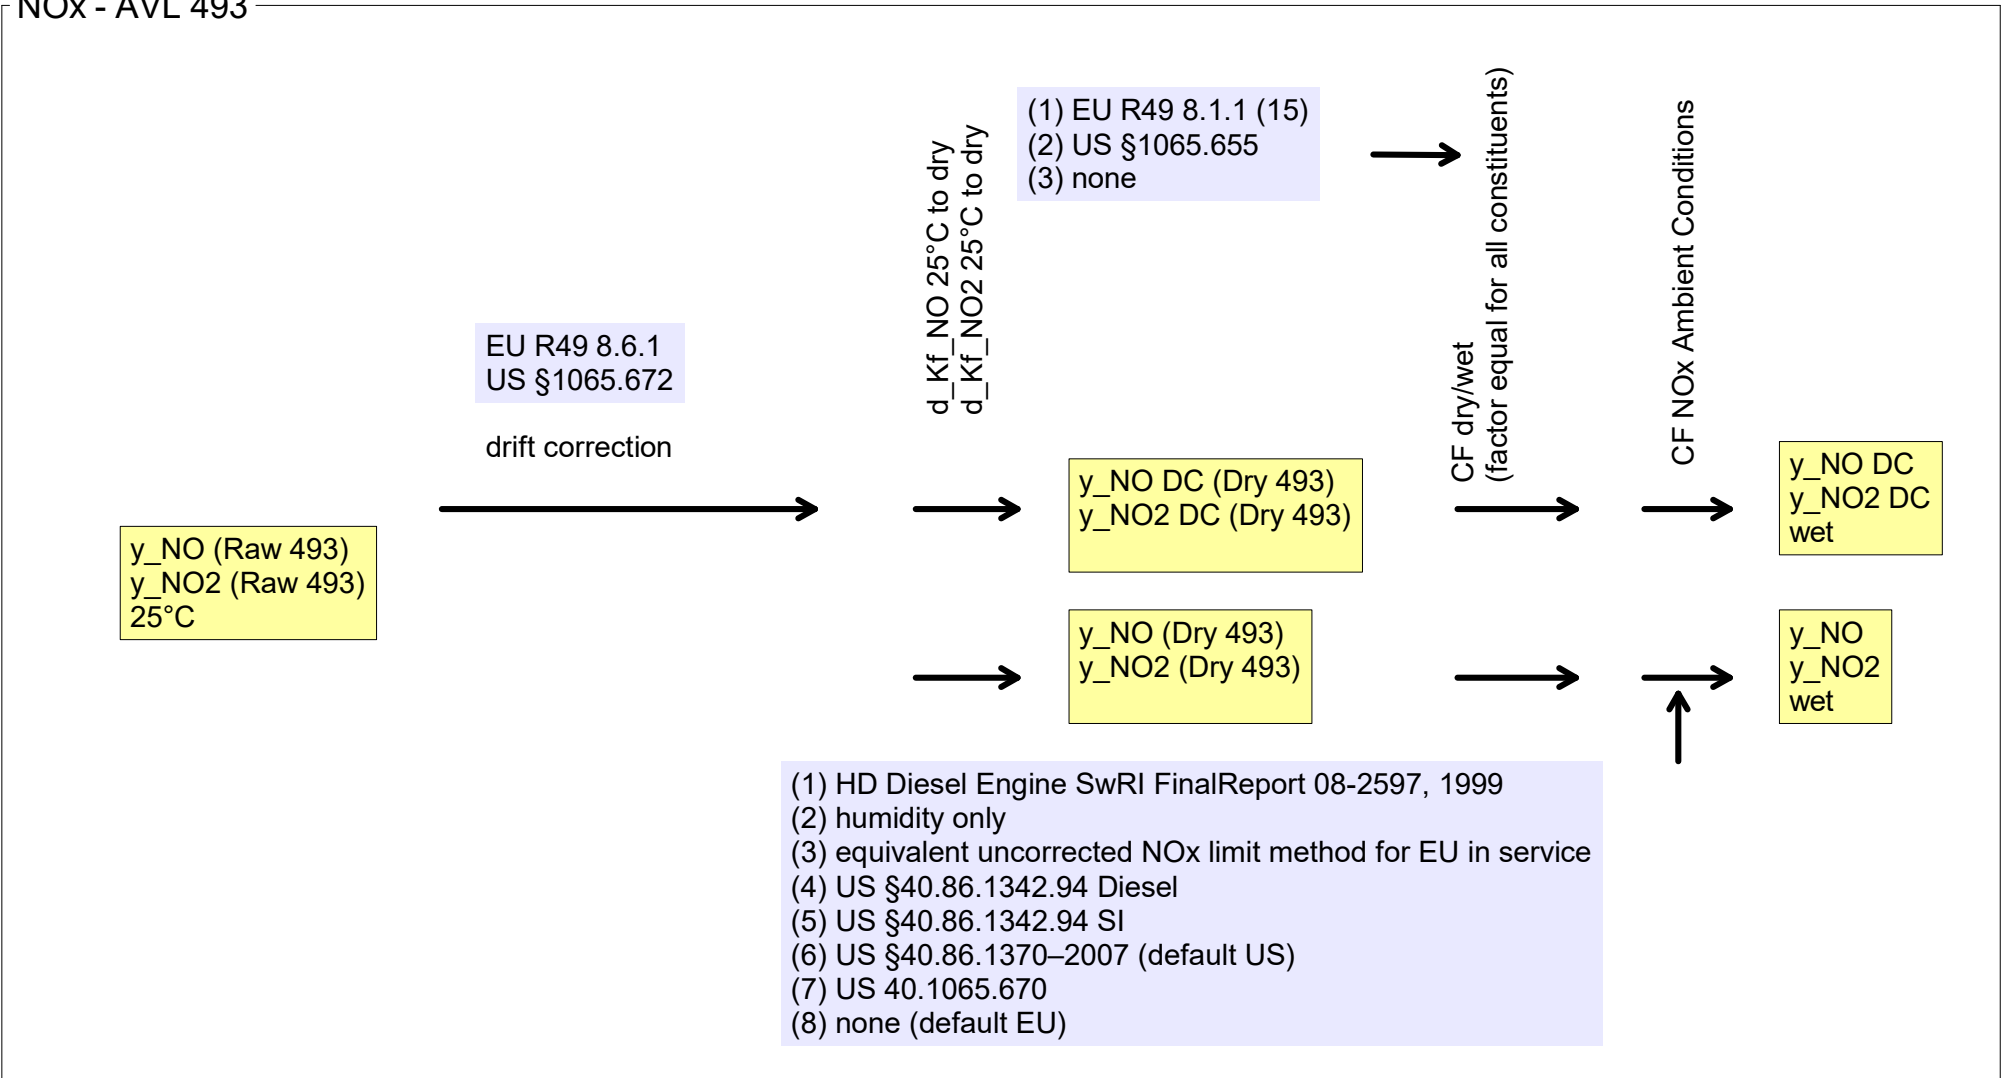 NOx - AVL 493
(1) EU R49 8.1.1 (15)
(2) US §1065.655
(3) none
d_Kf_NO 25°C to dry
d_Kf_NO2 25°C to dry
CF dry/wet
(factor equal for all constituents)
CF NOx Ambient Conditions
EU R49 8.6.1
US §1065.672
drift correction
y_NO (Raw 493)
y_NO2 (Raw 493)
25°C
y_NO DC (Dry 493)
y_NO2 DC (Dry 493)
y_NO DC
y_NO2 DC
wet
y_NO (Dry 493)
y_NO2 (Dry 493)
y_NO
y_NO2
wet
(1) HD Diesel Engine SwRI FinalReport 08-2597, 1999
(2) humidity only
(3) equivalent uncorrected NOx limit method for EU in service
(4) US §40.86.1342.94 Diesel
(5) US §40.86.1342.94 SI
(6) US §40.86.1370–2007 (default US)
(7) US 40.1065.670
(8) none (default EU)